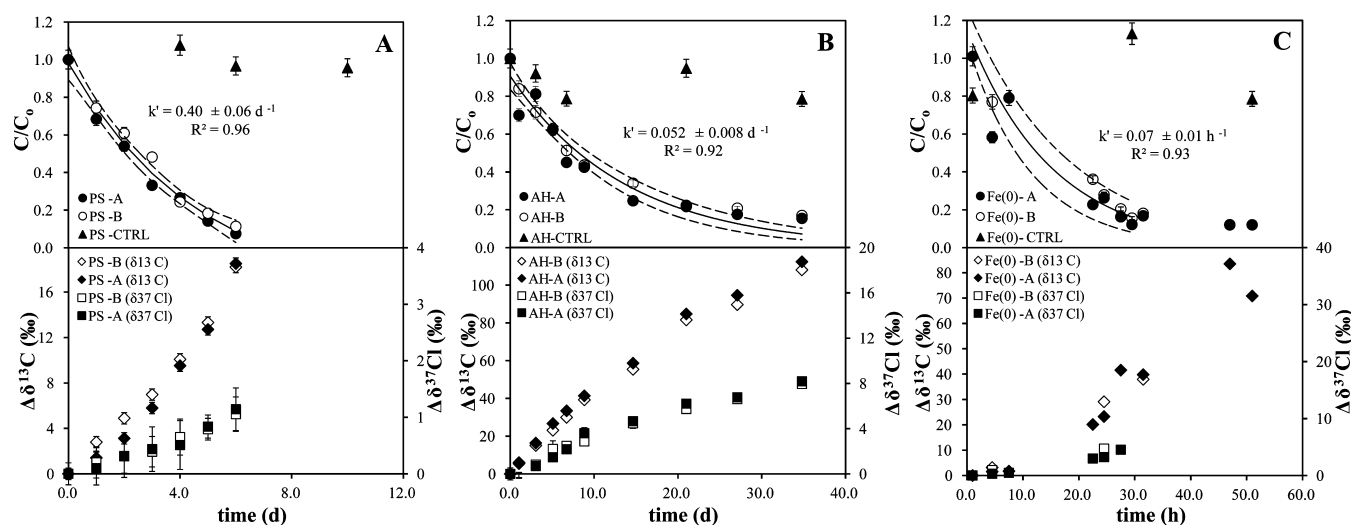 A
1.2
1.0
0.8
0.6
0.4
0.2
0.0
C/Co
k' = 0.40 ± 0.06 d -1
R² = 0.96
PS -A
PS -B
PS -CTRL
16
12
8
4
0
Δδ13C (‰)
PS -B (δ13 C)
PS -A (δ13 C)
PS -B (δ37 Cl)
PS -A (δ37 Cl)
4
3
2
1
0
Δδ37Cl (‰)
0.0 4.0 8.0 12.0
time (d)
B
1.2
1.0
0.8
0.6
0.4
0.2
0.0
C/Co
k' = 0.052 ± 0.008 d -1
R² = 0.92
AH-A
AH-B
AH-CTRL
100
80
60
40
20
0
Δδ13C (‰)
AH-B (δ13 C)
AH-A (δ13 C)
AH-B (δ37 Cl)
AH-A (δ37 Cl)
20
16
12
8
4
0
Δδ37Cl (‰)
0.0 10.0 20.0 30.0 40.0
time (d)
C
1.2
1.0
0.8
0.6
0.4
0.2
0.0
C/Co
k' = 0.07 ± 0.01 h -1
R² = 0.93
Fe(0)- A
Fe(0)- B
Fe(0)- CTRL
80
70
60
50
40
30
20
10
0
Δδ13C (‰)
Fe(0) -B (δ13 C)
Fe(0) -A (δ13 C)
Fe(0) -B (δ37 Cl)
Fe(0) -A (δ37 Cl)
40
30
20
10
0
Δδ37Cl (‰)
0.0 10.0 20.0 30.0 40.0 50.0 60.0
time (h)